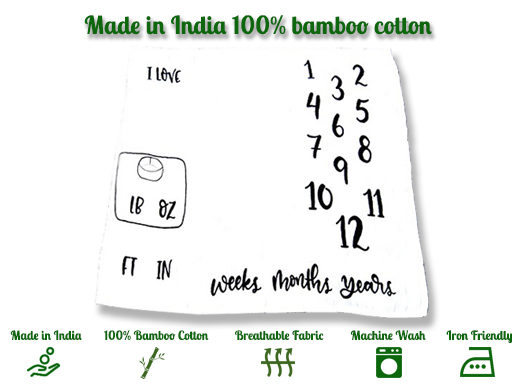 Made in India 100% bamboo cotton
I LOVE
1 2
3
4 5
6
7 8
9
10 11
12
LB OZ
FT IN
weeks months years
Made in India 100% Bamboo Cotton Breathable Fabric Machine Wash Iron Friendly